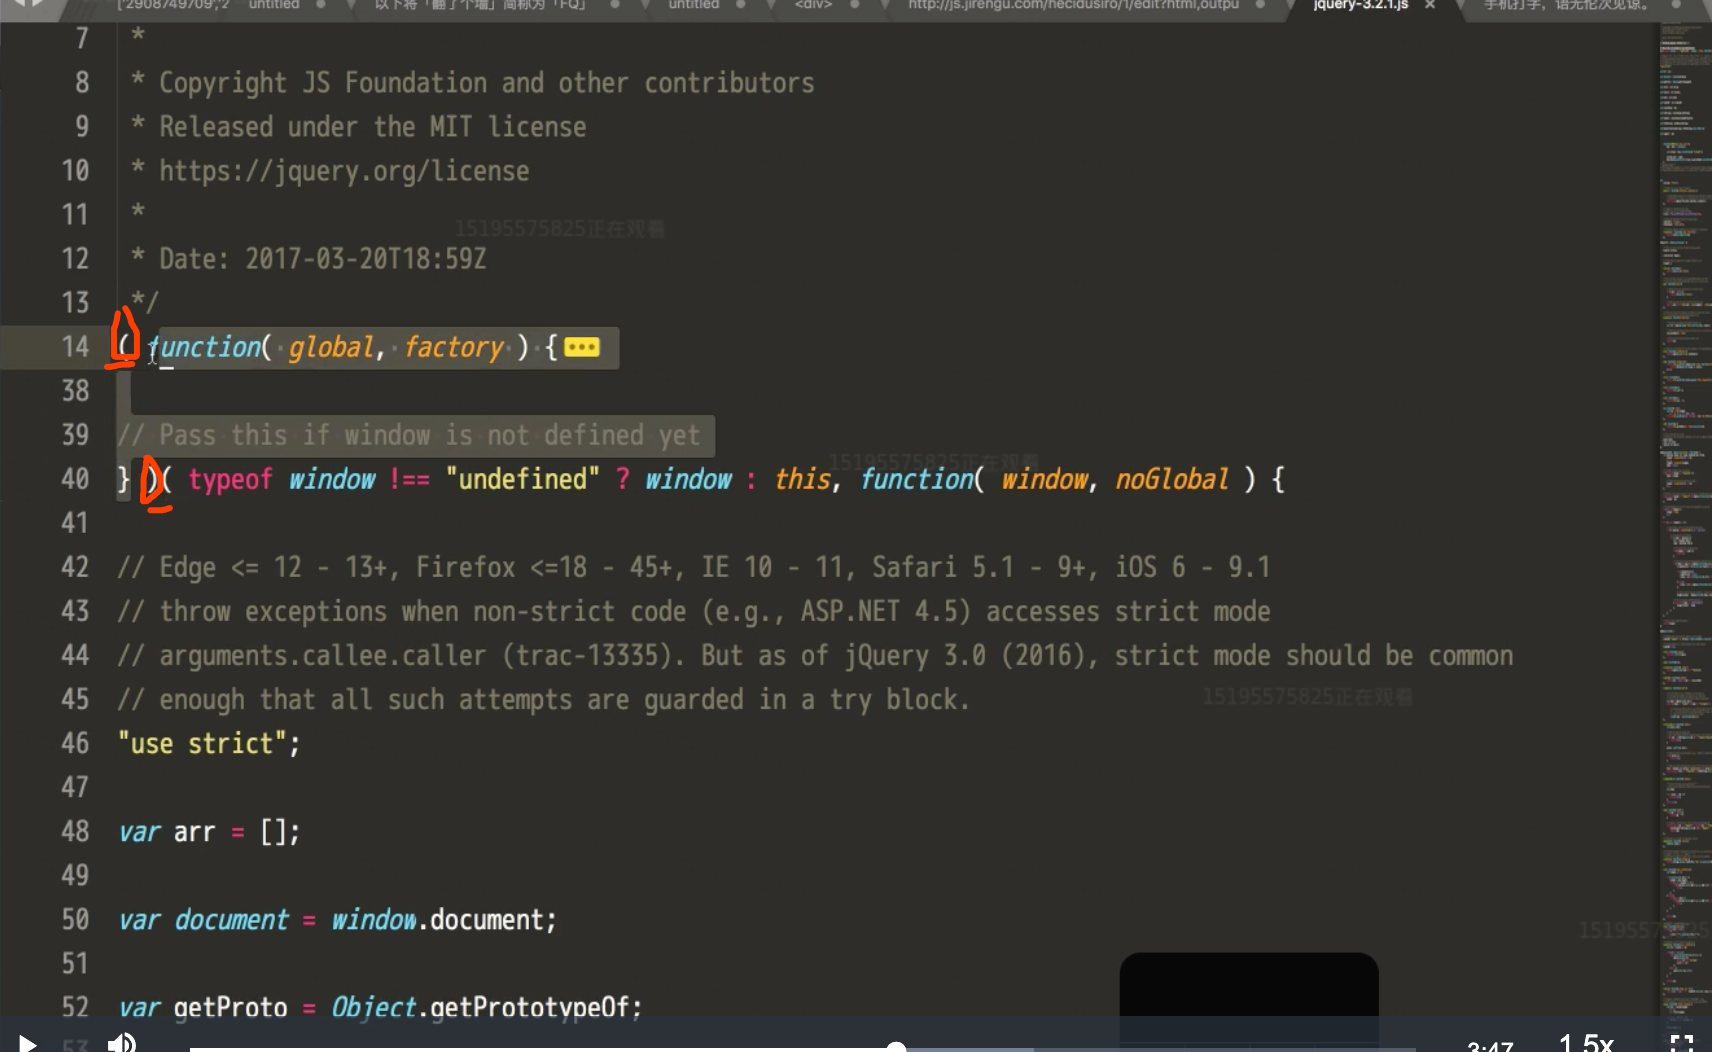 ['2908749709','2
untitled
以下将「翻了个墙」简称为「FQ」
untitled
<div>
http://js.jirengu.com/hecidusiro/1/edit?html,outpu
jquery-3.2.1.js ×
手机打字，语无伦次见谅。
7 *
8 * Copyright JS Foundation and other contributors
9 * Released under the MIT license
10 * https://jquery.org/license
11 *
15195575825正在观看
12 * Date: 2017-03-20T18:59Z
13 */
14 ( function( global, factory ) {
38
39 // Pass this if window is not defined yet
15195575825正在观看
40 } )( typeof window !== "undefined" ? window : this, function( window, noGlobal ) {
41
42 // Edge <= 12 - 13+, Firefox <=18 - 45+, IE 10 - 11, Safari 5.1 - 9+, iOS 6 - 9.1
43 // throw exceptions when non-strict code (e.g., ASP.NET 4.5) accesses strict mode
44 // arguments.callee.caller (trac-13335). But as of jQuery 3.0 (2016), strict mode should be common
45 // enough that all such attempts are guarded in a try block.
15195575825正在观看
46 "use strict";
47
48 var arr = [];
49
50 var document = window.document;
15195575825
51
52 var getProto = Object.getPrototypeOf;
53
3:47
1.5x